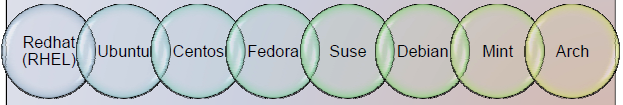 Redhat
(RHEL)
Ubuntu
Centos
Fedora
Suse
Debian
Mint
Arch